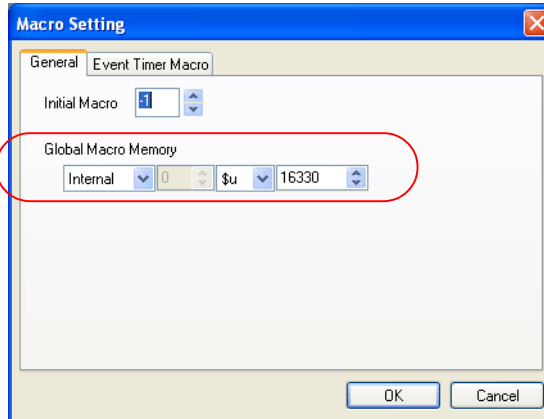 Macro Setting
General Event Timer Macro
Initial Macro -1
Global Macro Memory
Internal 0 $u 16330
OK Cancel